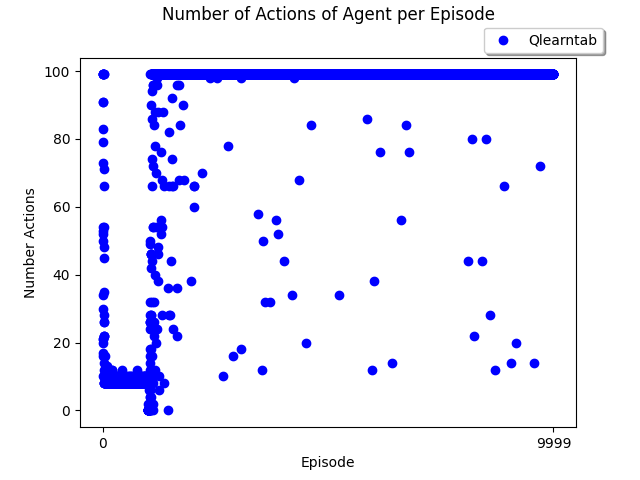 Number of Actions of Agent per Episode
Qlearntab
100
80
60
40
20
0
Number Actions
0
9999
Episode